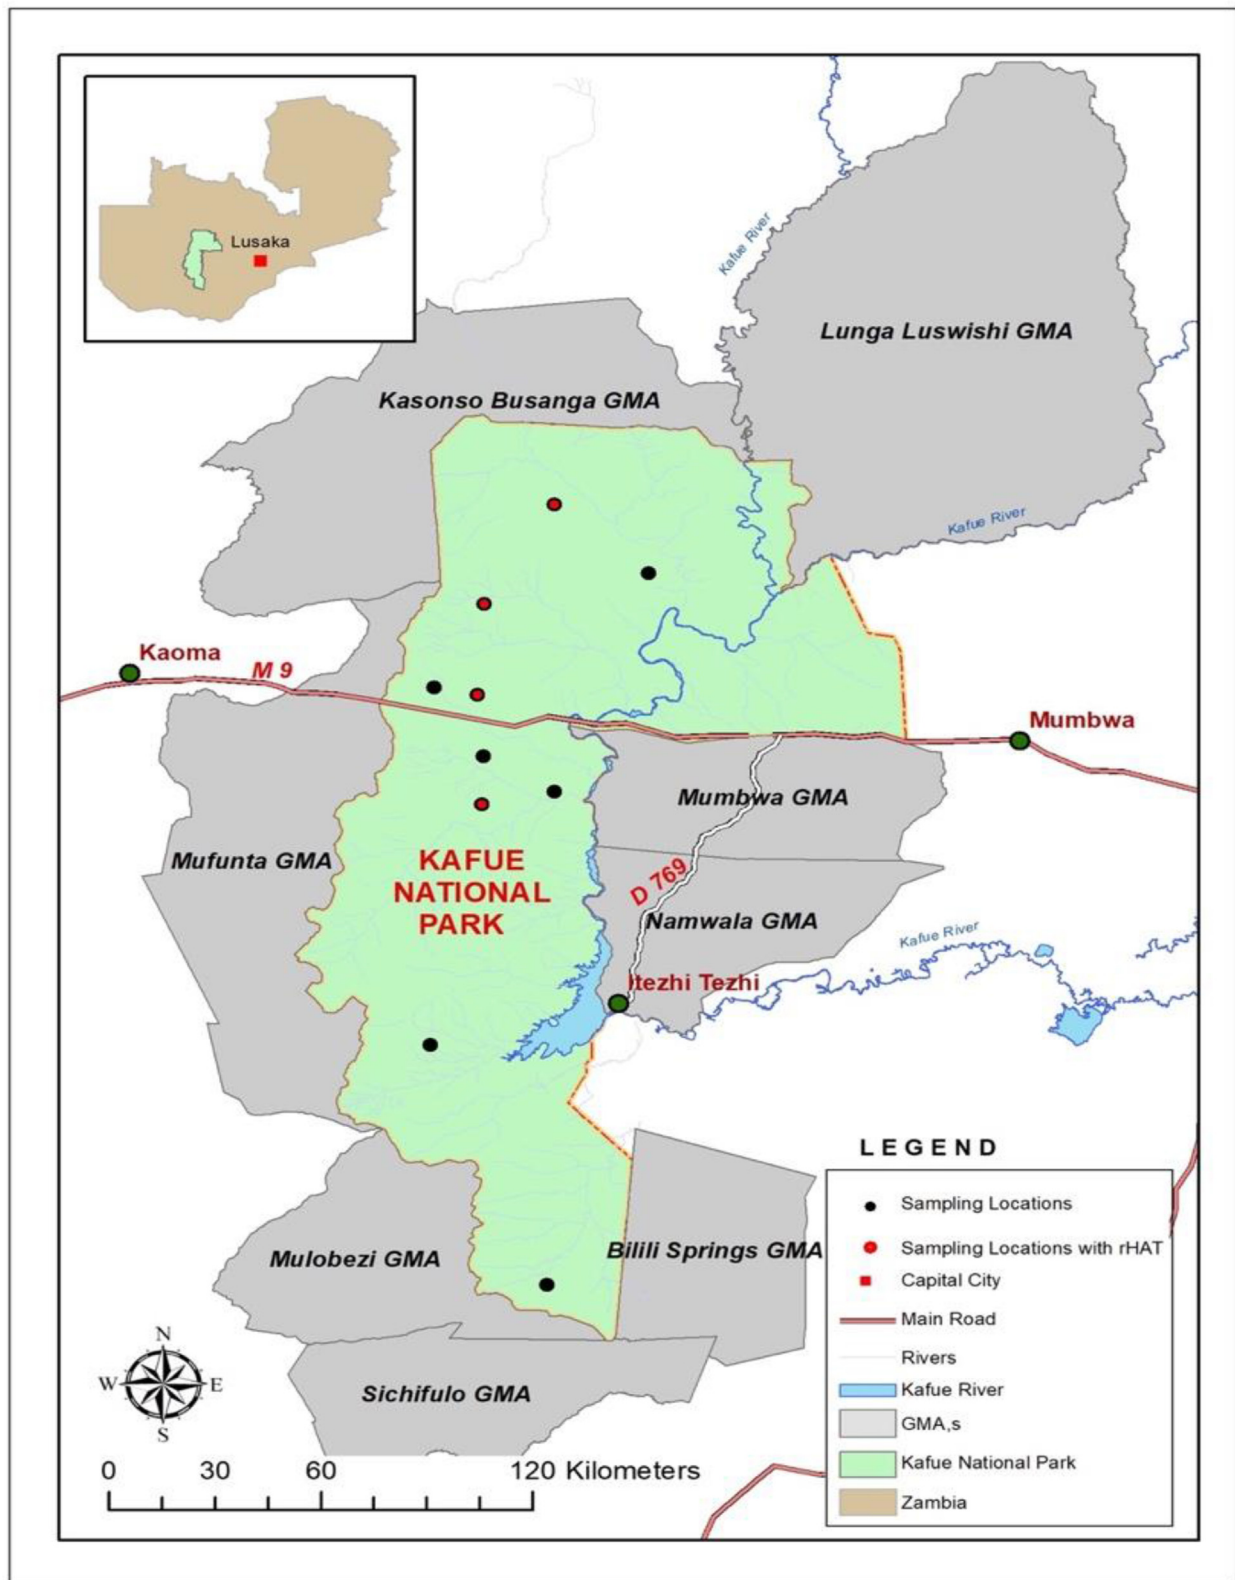 Lusaka
Kafue River
Lunga Luswishi GMA
Kasonso Busanga GMA
Kafue River
Kaoma
M 9
Mumbwa
Mumbwa GMA
Mufunta GMA
KAFUE
NATIONAL
PARK
D 769
Namwala GMA
Kafue River
Itezhi Tezhi
LEGEND
Sampling Locations
Sampling Locations with rHAT
Capital City
Main Road
Rivers
Kafue River
GMA,s
Kafue National Park
Zambia
Mulobezi GMA
Bilili Springs GMA
Sichifulo GMA
N
W E
S
0 30 60 120 Kilometers